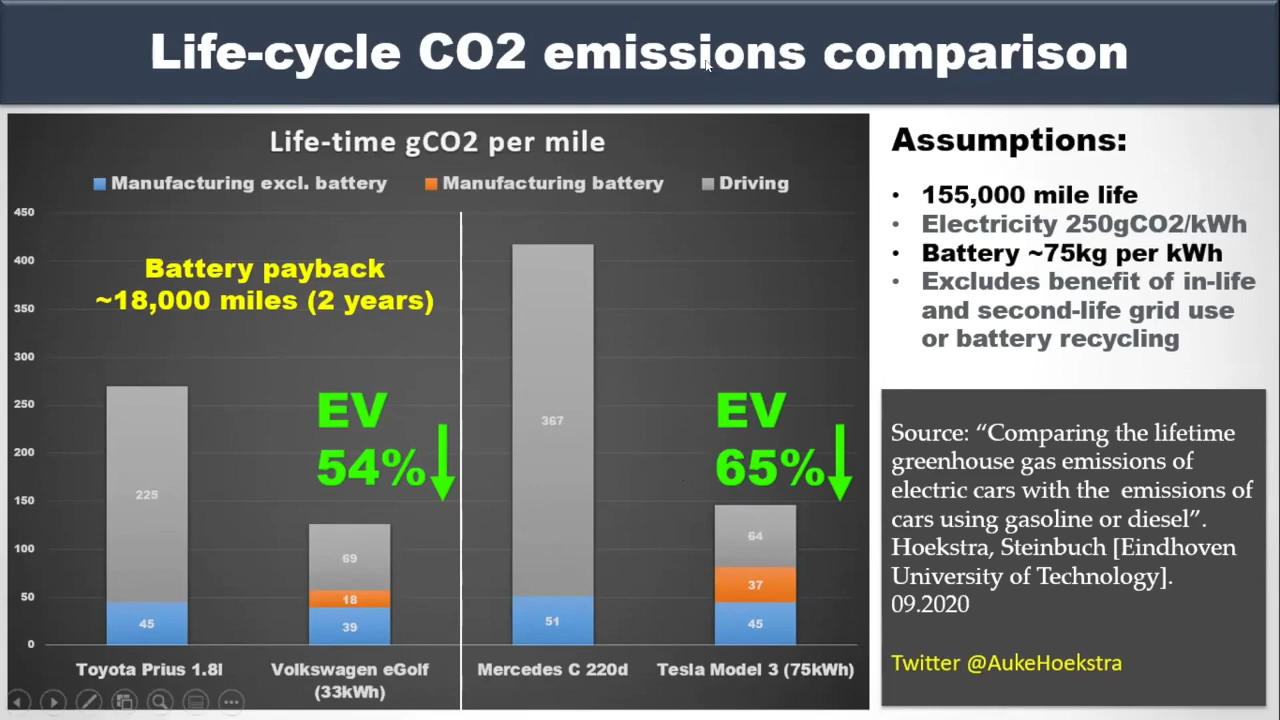 Life-cycle CO2 emissions comparison
Life-time gCO2 per mile
Manufacturing excl. battery
Manufacturing battery
Driving
450
400
350
300
250
200
150
100
50
0
Battery payback
~18,000 miles (2 years)
EV
54%
EV
65%
225
45
69
18
39
367
51
64
37
45
Toyota Prius 1.8l
Volkswagen eGolf
(33kWh)
Mercedes C 220d
Tesla Model 3 (75kWh)
Assumptions:
• 155,000 mile life
• Electricity 250gCO2/kWh
• Battery ~75kg per kWh
• Excludes benefit of in-life
and second-life grid use
or battery recycling
Source: “Comparing the lifetime
greenhouse gas emissions of
electric cars with the emissions of
cars using gasoline or diesel”.
Hoekstra, Steinbuch [Eindhoven
University of Technology].
09.2020
Twitter @AukeHoekstra